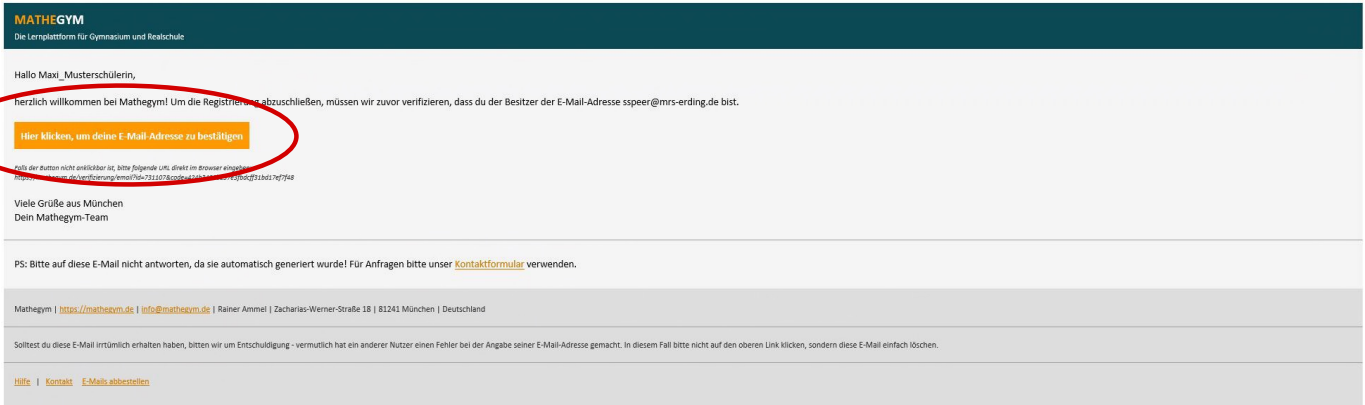 MATHEGYM
Die Lernplattform für Gymnasium und Realschule
Hallo Maxi_Musterschülerin,
herzlich willkommen bei Mathegym! Um die Registrierung abzuschließen, müssen wir zuvor verifizieren, dass du der Besitzer der E-Mail-Adresse sspeer@mrs-erding.de bist.
Hier klicken, um deine E-Mail-Adresse zu bestätigen
Falls der Button nicht anklickbar ist, bitte folgende URL direkt im Browser eingeben:
Viele Grüße aus München
Dein Mathegym-Team
PS: Bitte auf diese E-Mail nicht antworten, da sie automatisch generiert wurde! Für Anfragen bitte unser Kontaktformular verwenden.
Mathegym | https://mathegym.de | info@mathegym.de | Rainer Ammel | Zacharias-Werner-Straße 18 | 81241 München | Deutschland
Solltest du diese E-Mail irrtümlich erhalten haben, bitten wir um Entschuldigung - vermutlich hat ein anderer Nutzer einen Fehler bei der Angabe seiner E-Mail-Adresse gemacht. In diesem Fall bitte nicht auf den oberen Link klicken, sondern diese E-Mail einfach löschen.
Hilfe | Kontakt E-Mails abbestellen